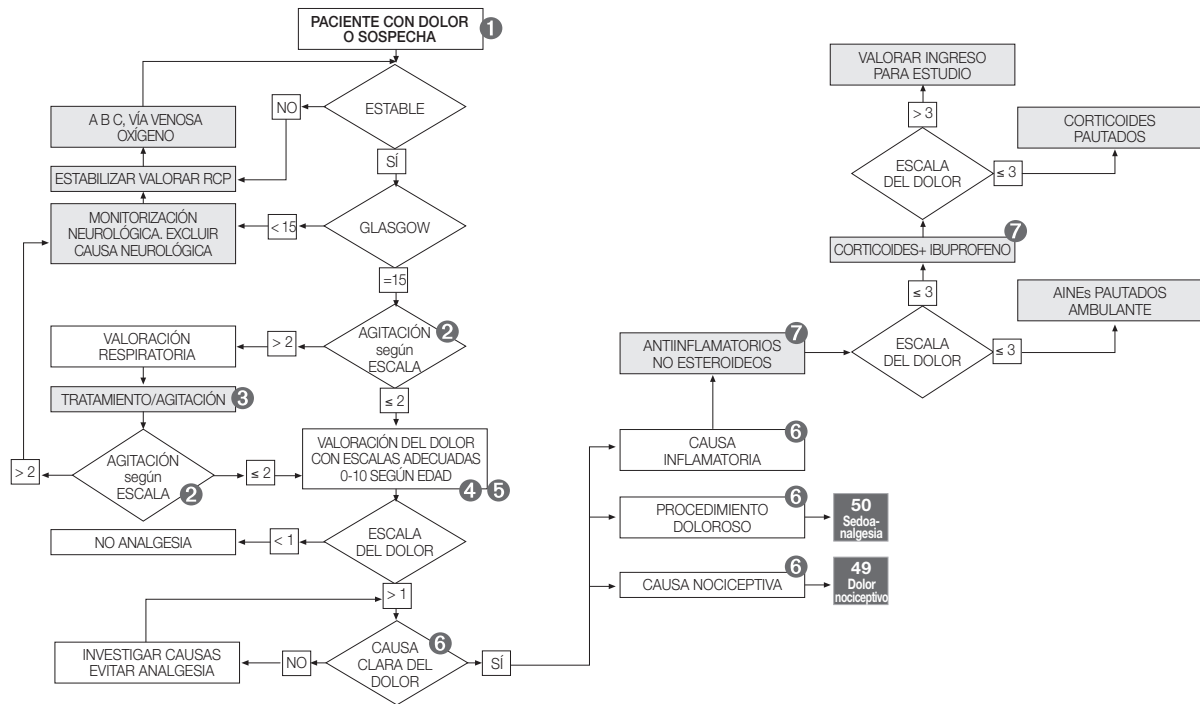 PACIENTE CON DOLOR
O SOSPECHA
1
ESTABLE
NO
A B C, VÍA VENOSA
OXÍGENO
ESTABILIZAR VALORAR RCP
SÍ
GLASGOW
< 15
MONITORIZACIÓN
NEUROLÓGICA. EXCLUIR
CAUSA NEUROLÓGICA
=15
AGITACIÓN
según
ESCALA
2
> 2
VALORACIÓN
RESPIRATORIA
TRATAMIENTO/AGITACIÓN
3
≤ 2
AGITACIÓN
según
ESCALA
2
> 2
≤ 2
VALORACIÓN DEL DOLOR
CON ESCALAS ADECUADAS
0-10 SEGÚN EDAD
4
5
ESCALA
DEL DOLOR
< 1
NO ANALGESIA
> 1
CAUSA
CLARA DEL
DOLOR
6
NO
INVESTIGAR CAUSAS
EVITAR ANALGESIA
SÍ
CAUSA
INFLAMATORIA
6
PROCEDIMIENTO
DOLOROSO
6
50
Sedoa-
nalgesia
CAUSA NOCICEPTIVA
6
49
Dolor
nociceptivo
ANTIINFLAMATORIOS
NO ESTEROIDEOS
7
ESCALA
DEL DOLOR
≤ 3
AINEs PAUTADOS
AMBULANTE
≤ 3
CORTICOIDES+ IBUPROFENO
7
ESCALA
DEL DOLOR
≤ 3
CORTICOIDES
PAUTADOS
> 3
VALORAR INGRESO
PARA ESTUDIO